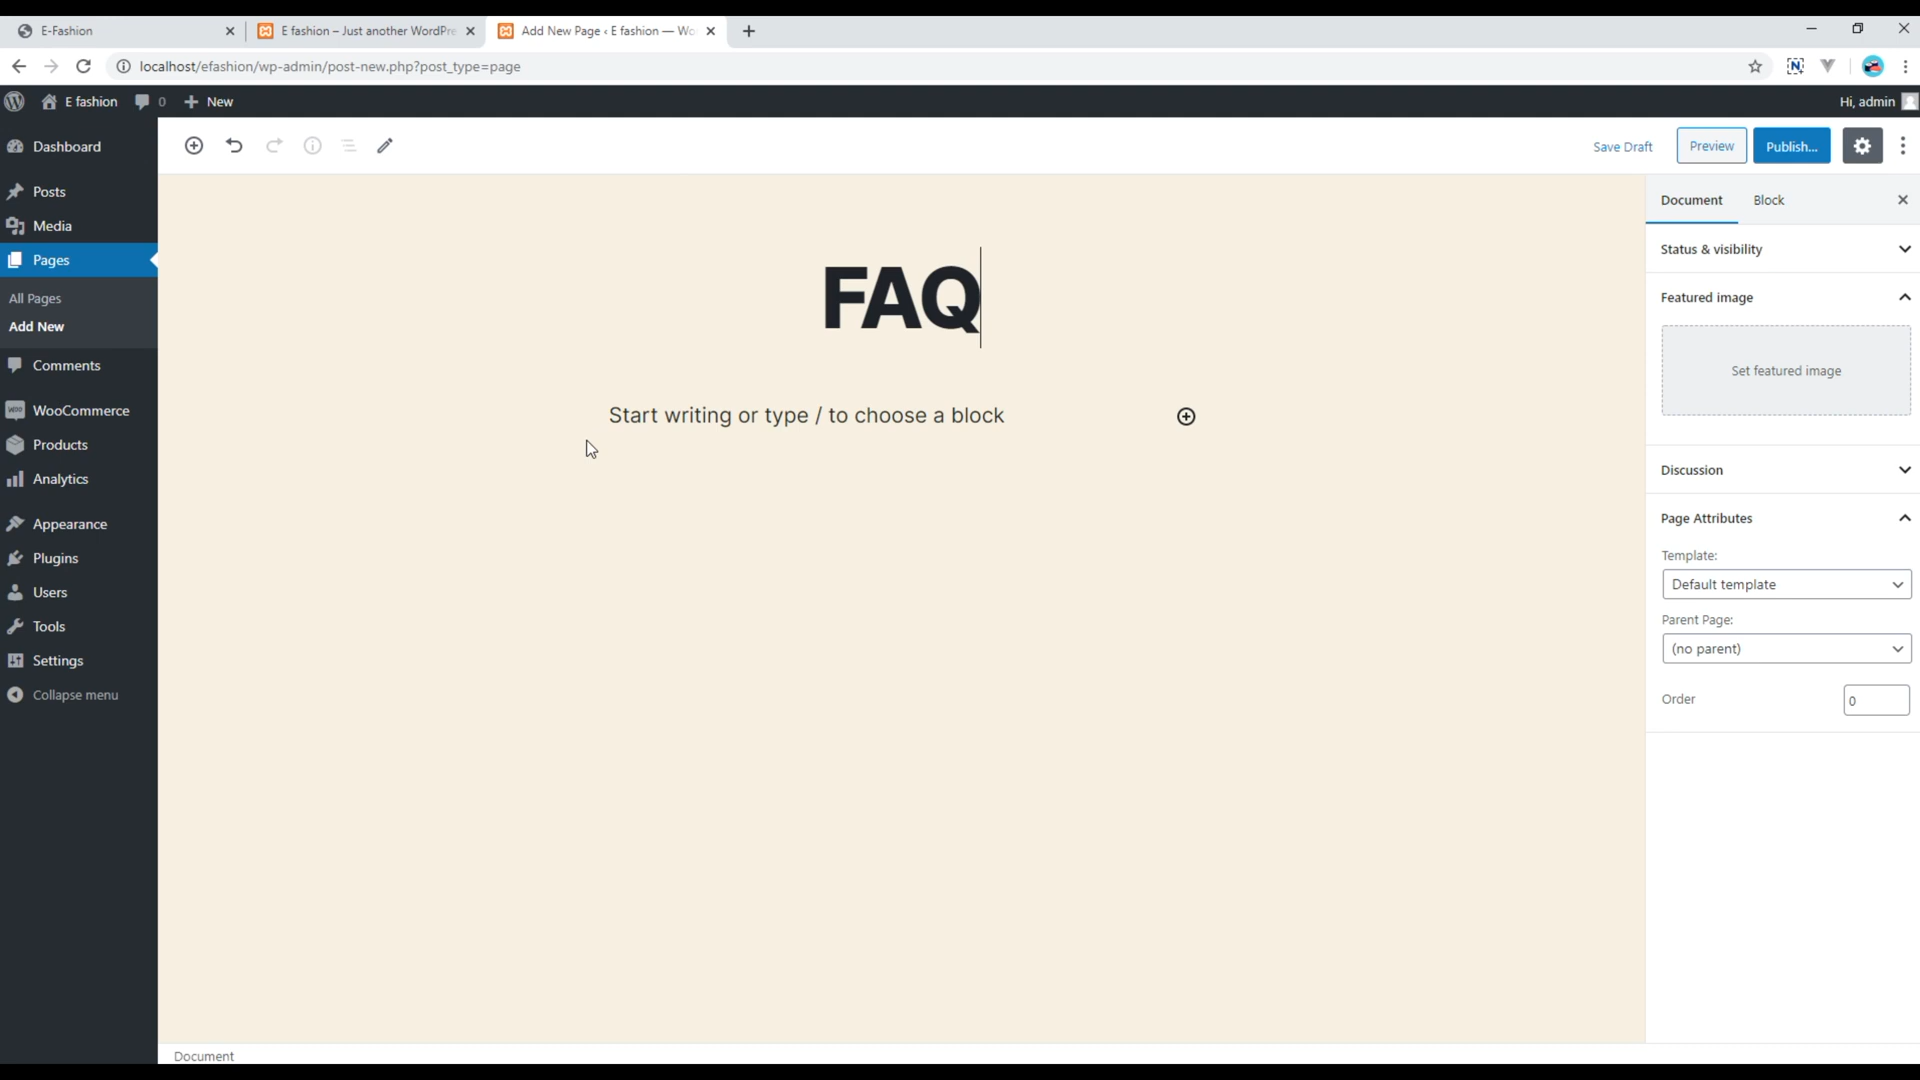 E-Fashion
E fashion – Just another WordPre
Add New Page ‹ E fashion — Wo
localhost/efashion/wp-admin/post-new.php?post_type=page
E fashion
0
New
Hi, admin
Dashboard
Posts
Media
Pages
All Pages
Add New
Comments
WooCommerce
Products
Analytics
Appearance
Plugins
Users
Tools
Settings
Collapse menu
Save Draft
Preview
Publish...
FAQ
Start writing or type / to choose a block
Document
Block
Status & visibility
Featured image
Set featured image
Discussion
Page Attributes
Template:
Default template
Parent Page:
(no parent)
Order
0
Document